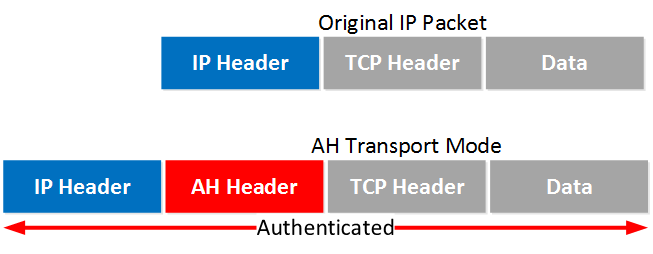 Original IP Packet
IP Header TCP Header Data
AH Transport Mode
IP Header AH Header TCP Header Data
Authenticated